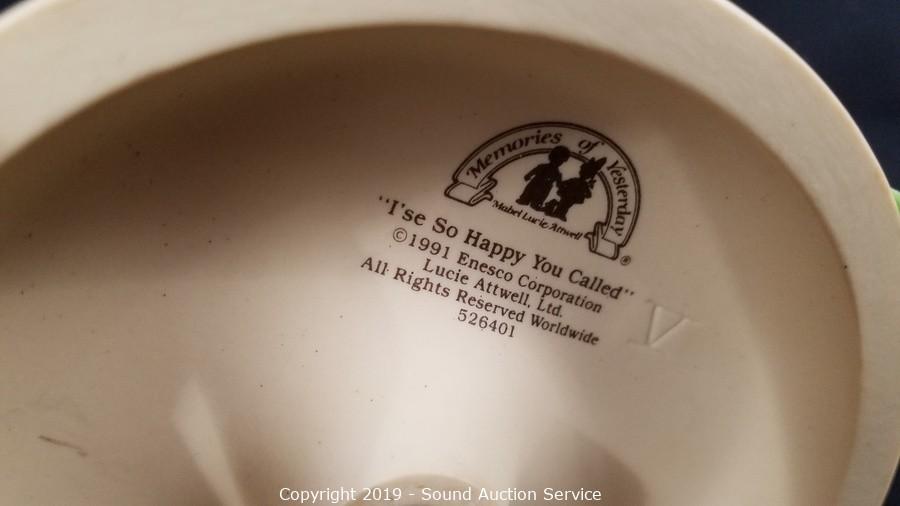 Memories of Yesterday
Mabel Lucie Attwell
®
"I'se So Happy You Called"
©1991 Enesco Corporation
Lucie Attwell, Ltd.
All Rights Reserved Worldwide
526401
V
Copyright 2019 - Sound Auction Service